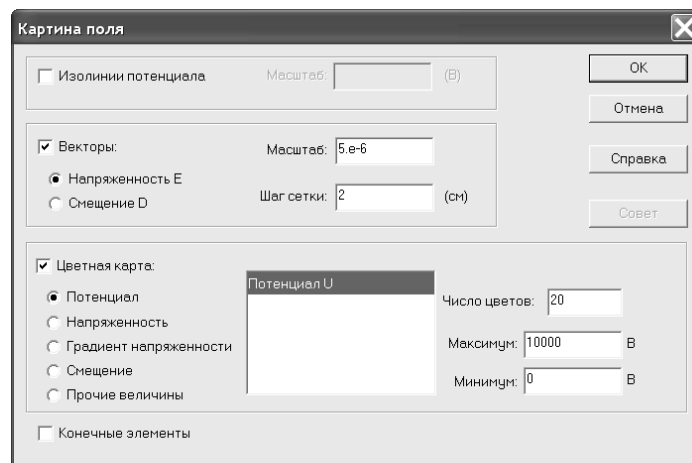 Картина поля
Изолинии потенциала Масштаб: (В)
OK
Отмена
Векторы: Масштаб: 5.e-6
Справка
Напряженность E
Смещение D Шаг сетки: 2 (см)
Совет
Цветная карта:
Потенциал U
Потенциал Число цветов: 20
Напряженность
Градиент напряженности Максимум: 10000 В
Смещение
Прочие величины Минимум: 0 В
Конечные элементы